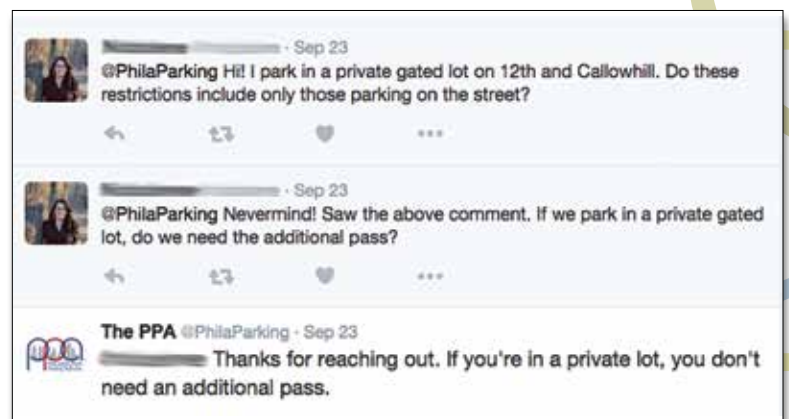 · Sep 23
@PhilaParking Hi! I park in a private gated lot on 12th and Callowhill. Do these
restrictions include only those parking on the street?
· Sep 23
@PhilaParking Nevermind! Saw the above comment. If we park in a private gated
lot, do we need the additional pass?
The PPA @PhilaParking · Sep 23
Thanks for reaching out. If you're in a private lot, you don't
need an additional pass.